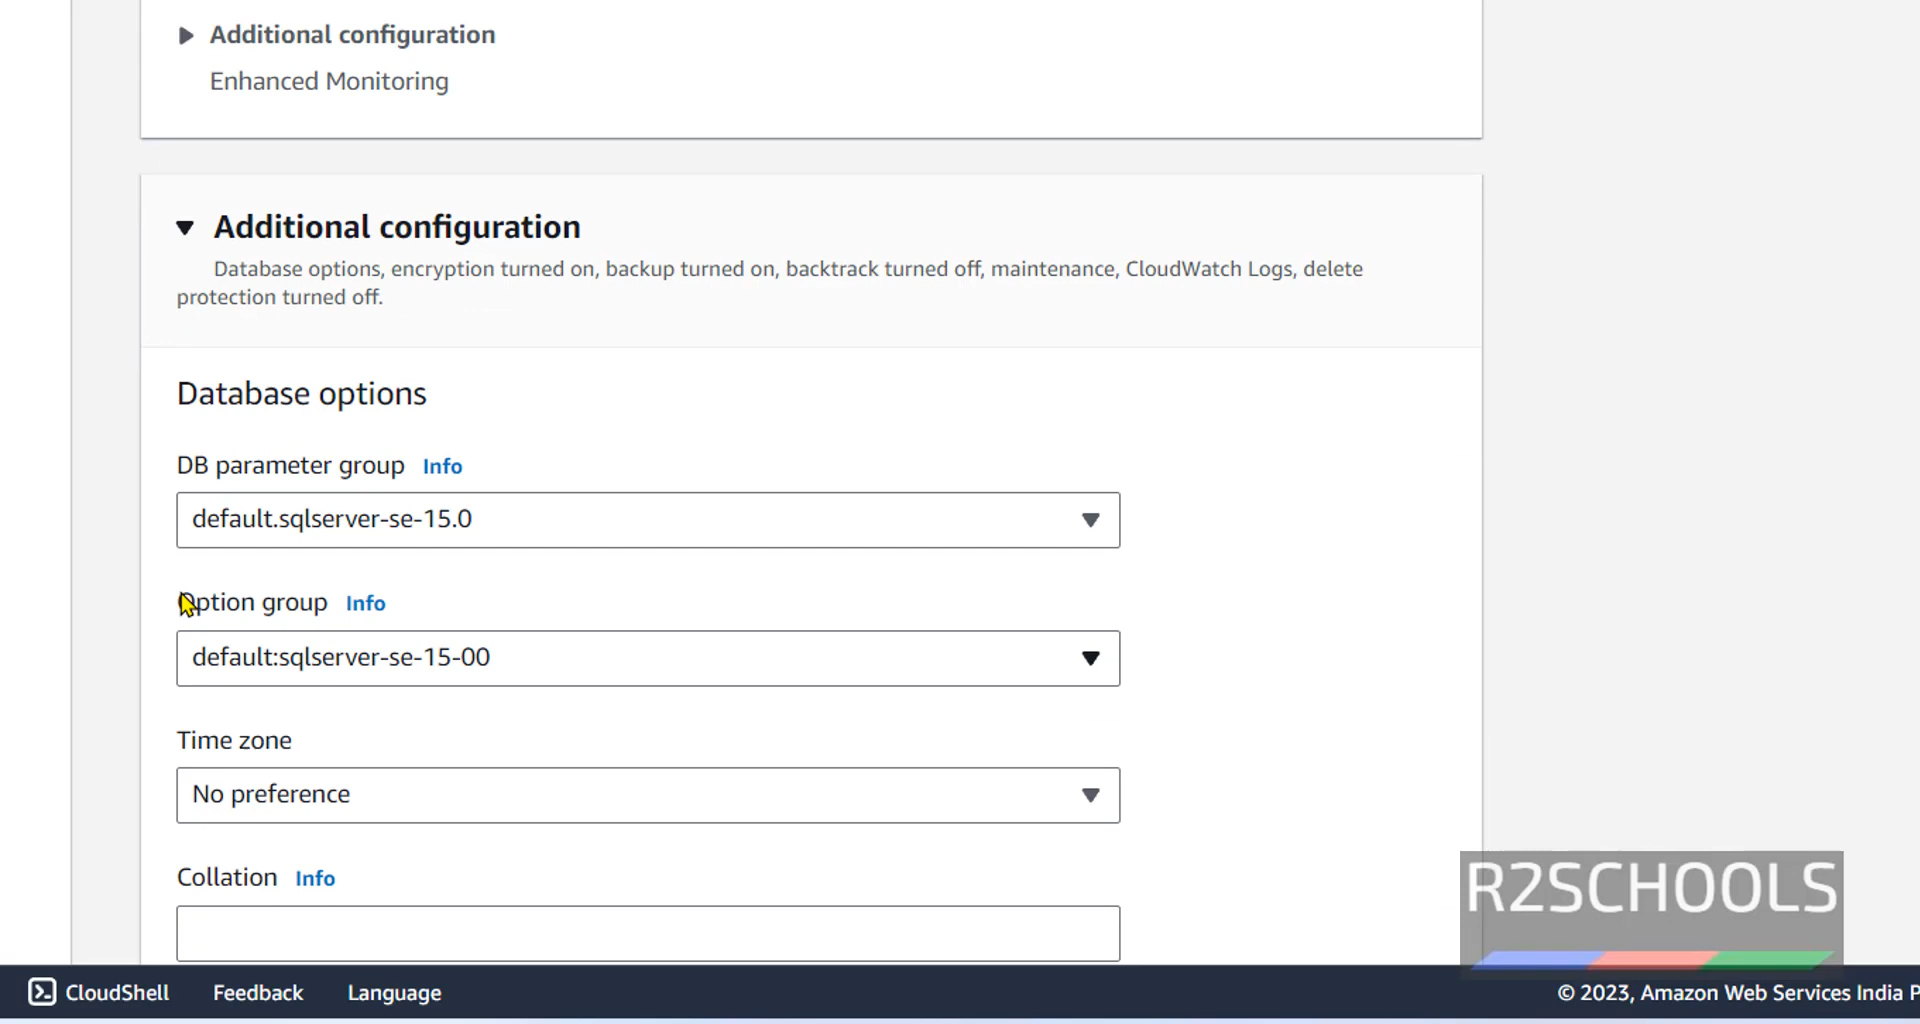 Additional configuration
Enhanced Monitoring
Additional configuration
Database options, encryption turned on, backup turned on, backtrack turned off, maintenance, CloudWatch Logs, delete
protection turned off.
Database options
DB parameter group Info
default.sqlserver-se-15.0
Option group Info
default:sqlserver-se-15-00
Time zone
No preference
Collation Info
R2SCHOOLS
CloudShell Feedback Language © 2023, Amazon Web Services India P